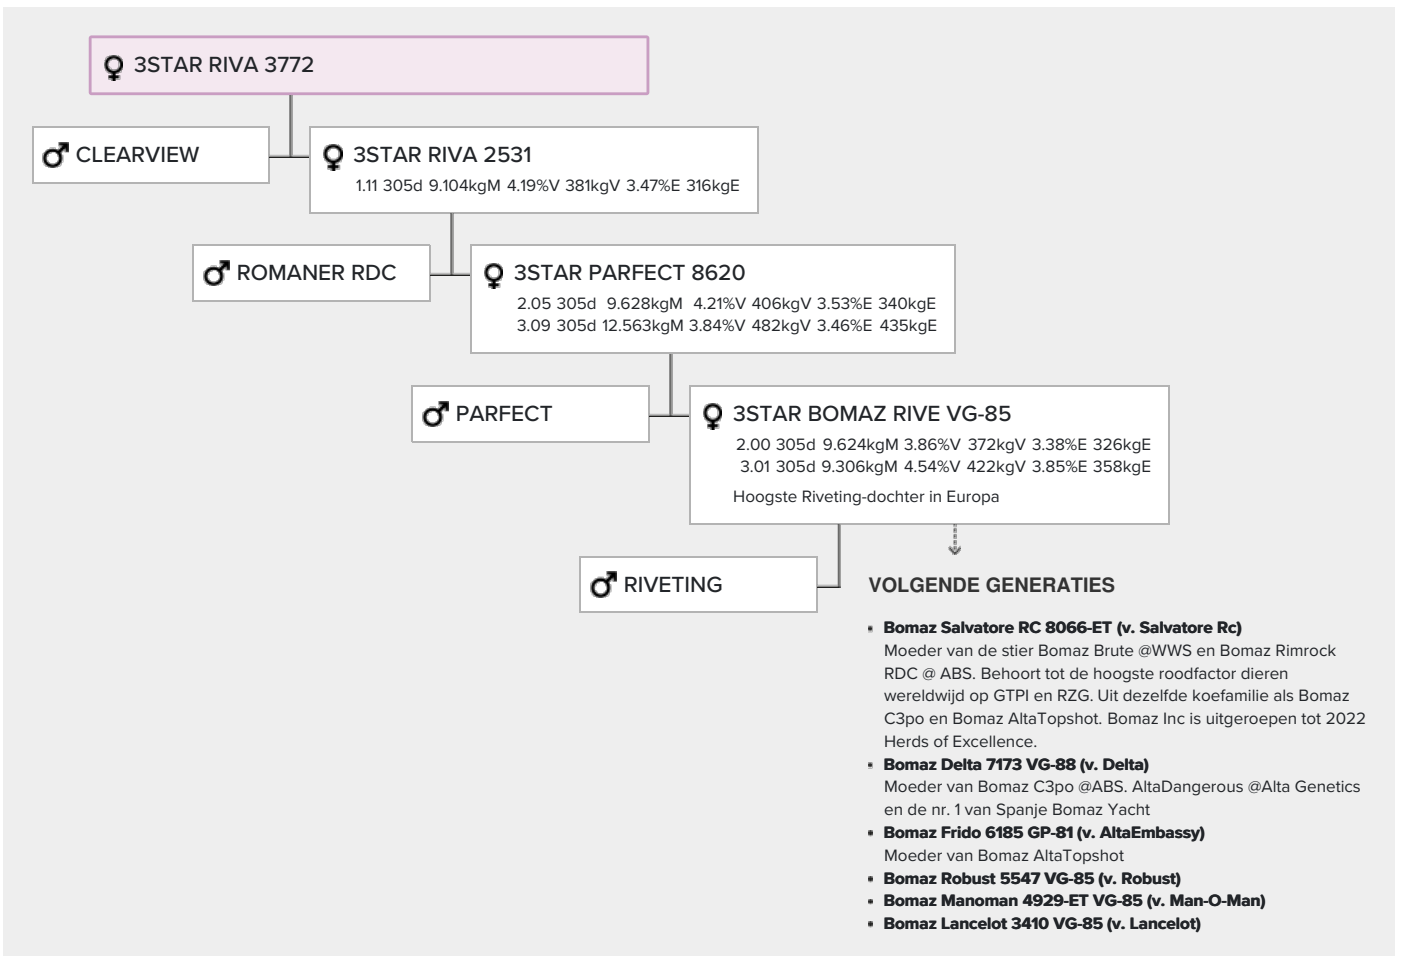 3STAR RIVA 3772
CLEARVIEW
3STAR RIVA 2531
1.11 305d 9.104kgM 4.19%V 381kgV 3.47%E 316kgE
ROMANER RDC
3STAR PARFECT 8620
2.05 305d 9.628kgM 4.21%V 406kgV 3.53%E 340kgE
3.09 305d 12.563kgM 3.84%V 482kgV 3.46%E 435kgE
PARFECT
3STAR BOMAZ RIVE VG-85
2.00 305d 9.624kgM 3.86%V 372kgV 3.38%E 326kgE
3.01 305d 9.306kgM 4.54%V 422kgV 3.85%E 358kgE
Hoogste Riveting-dochter in Europa
RIVETING
VOLGENDE GENERATIES
Bomaz Salvatore RC 8066-ET (v. Salvatore Rc)
Moeder van de stier Bomaz Brute @WWS en Bomaz Rimrock
RDC @ ABS. Behoort tot de hoogste roodfactor dieren
wereldwijd op GTPI en RZG. Uit dezelfde koefamilie als Bomaz
C3po en Bomaz AltaTopshot. Bomaz Inc is uitgeroepen tot 2022
Herds of Excellence.
Bomaz Delta 7173 VG-88 (v. Delta)
Moeder van Bomaz C3po @ABS. AltaDangerous @Alta Genetics
en de nr. 1 van Spanje Bomaz Yacht
Bomaz Frido 6185 GP-81 (v. AltaEmbassy)
Moeder van Bomaz AltaTopshot
Bomaz Robust 5547 VG-85 (v. Robust)
Bomaz Manoman 4929-ET VG-85 (v. Man-O-Man)
Bomaz Lancelot 3410 VG-85 (v. Lancelot)